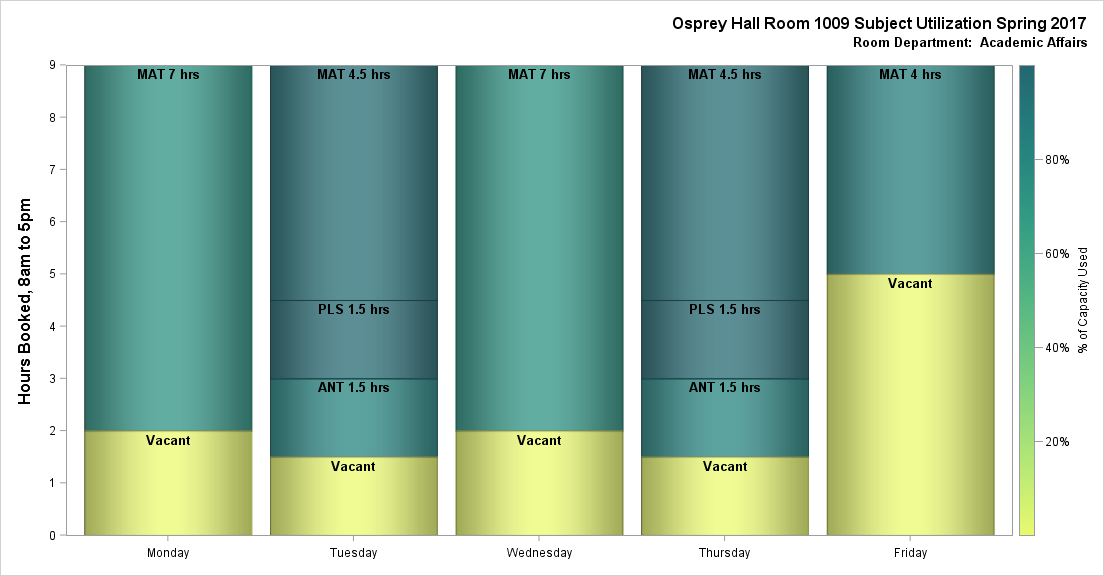 Osprey Hall Room 1009 Subject Utilization Spring 2017
Room Department: Academic Affairs
Hours Booked, 8am to 5pm
9
8
7
6
5
4
3
2
1
0
MAT 7 hrs
Vacant
MAT 4.5 hrs
PLS 1.5 hrs
ANT 1.5 hrs
Vacant
MAT 7 hrs
Vacant
MAT 4.5 hrs
PLS 1.5 hrs
ANT 1.5 hrs
Vacant
MAT 4 hrs
Vacant
Monday
Tuesday
Wednesday
Thursday
Friday
80%
60%
40%
20%
% of Capacity Used